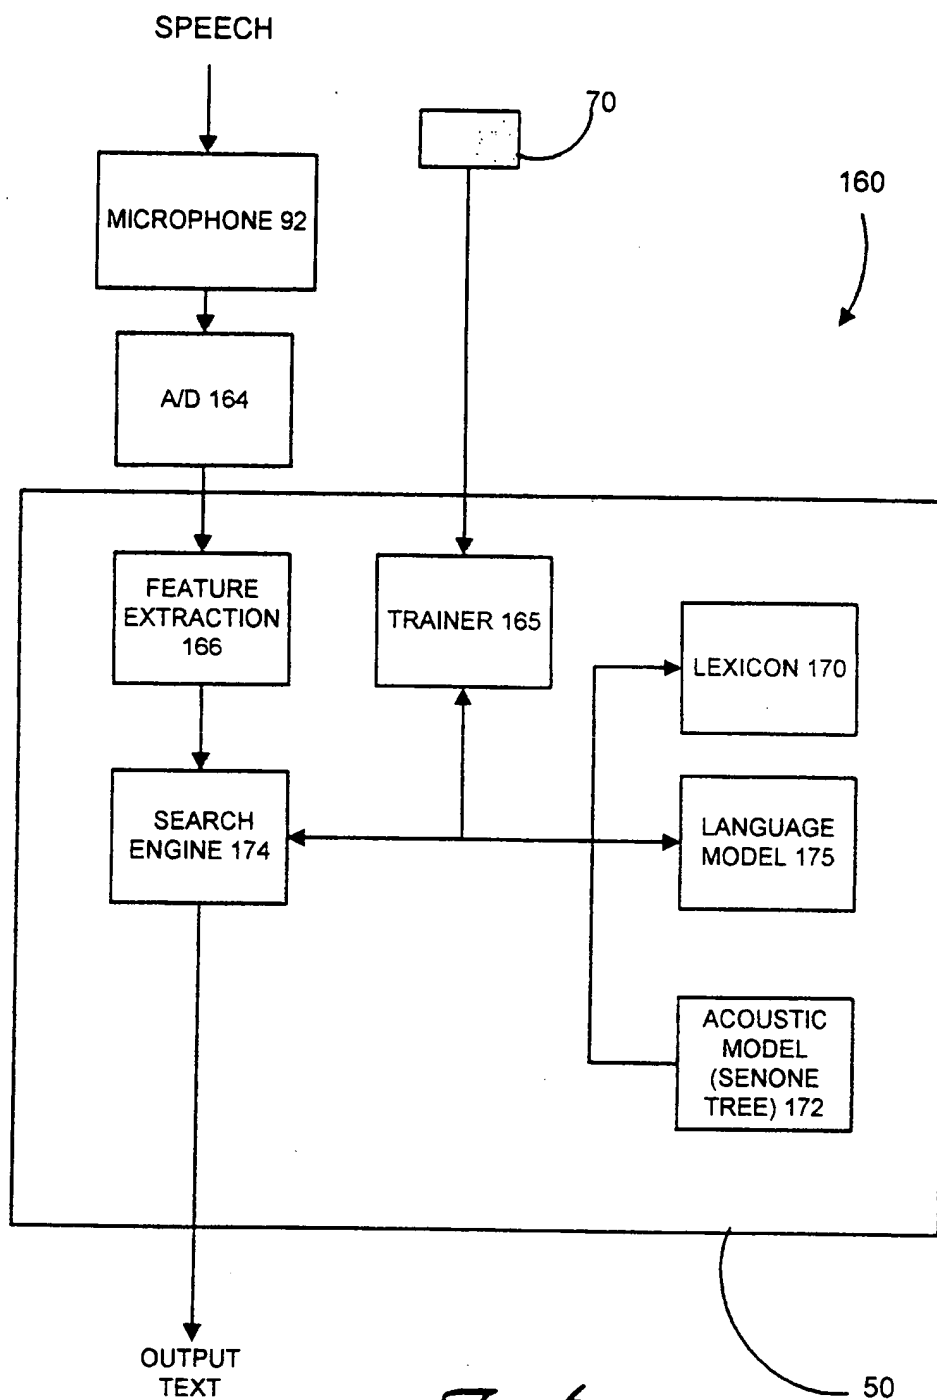 SPEECH
70
160
MICROPHONE 92
A/D 164
FEATURE
EXTRACTION
166
TRAINER 165
LEXICON 170
SEARCH
ENGINE 174
LANGUAGE
MODEL 175
ACOUSTIC
MODEL
(SENONE
TREE) 172
OUTPUT
TEXT
50